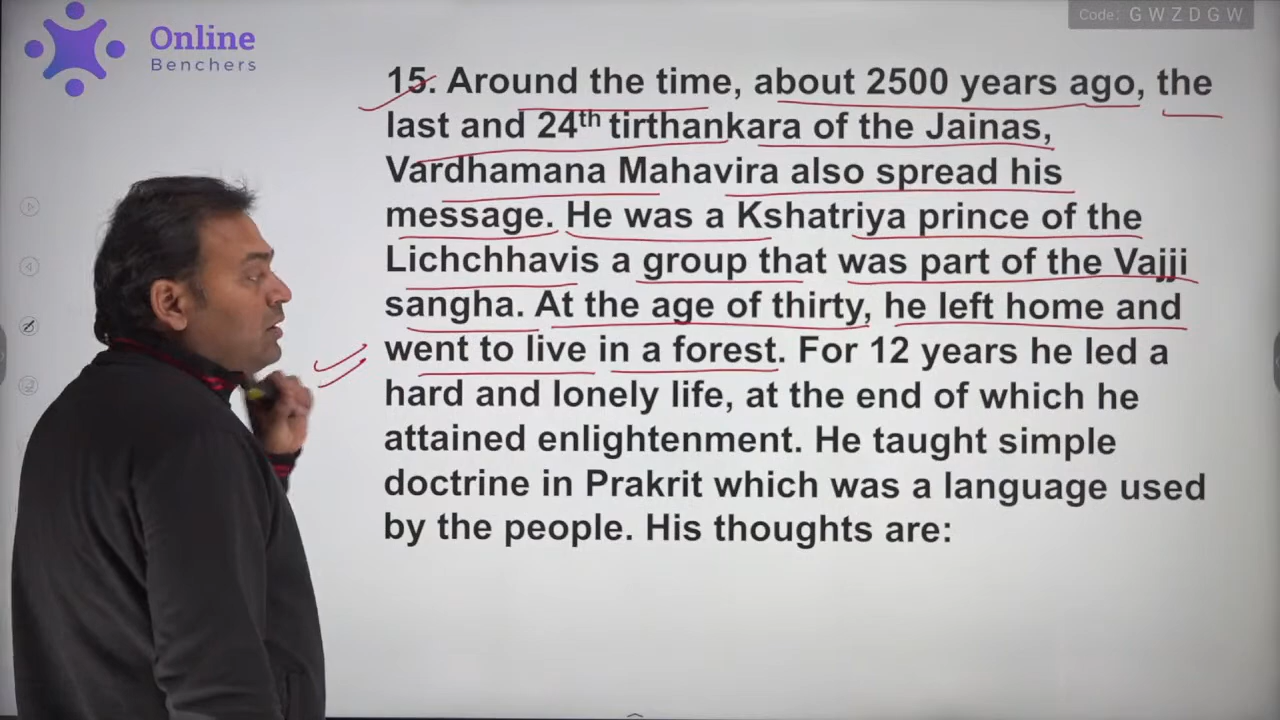 Online
Benchers
Code: G W Z D G W
15. Around the time, about 2500 years ago, the
last and 24th tirthankara of the Jainas,
Vardhamana Mahavira also spread his
message. He was a Kshatriya prince of the
Lichchhavis a group that was part of the Vajji
sangha. At the age of thirty, he left home and
went to live in a forest. For 12 years he led a
hard and lonely life, at the end of which he
attained enlightenment. He taught simple
doctrine in Prakrit which was a language used
by the people. His thoughts are: